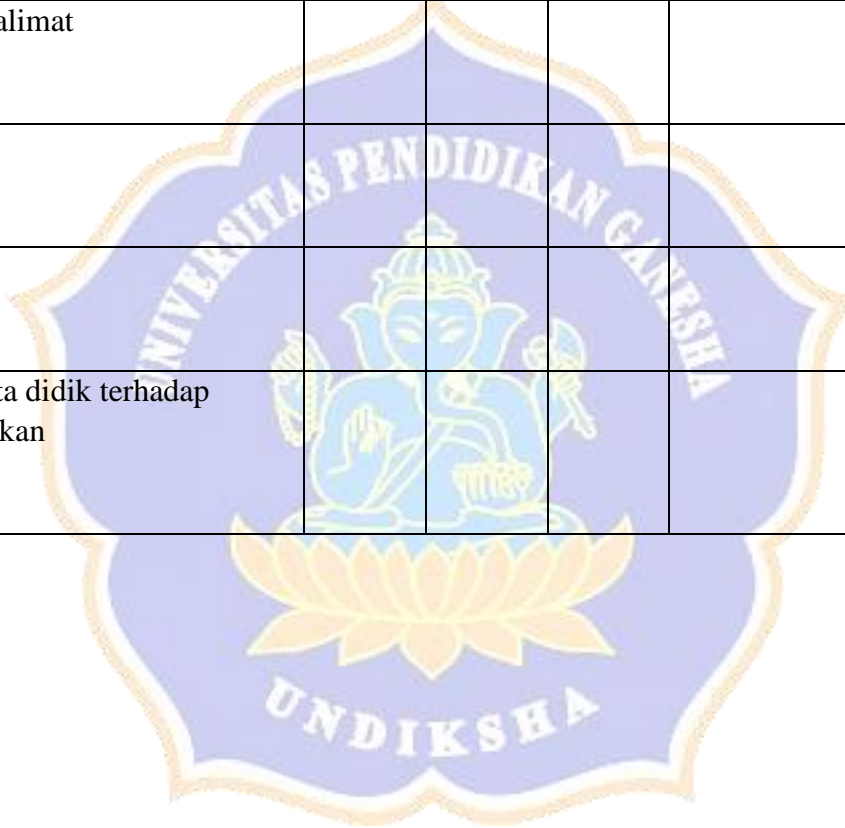 alimat
UNIVERSITAS PENDIDIKAN GANESHA
ta didik terhadap
kan
UNDIKSHA